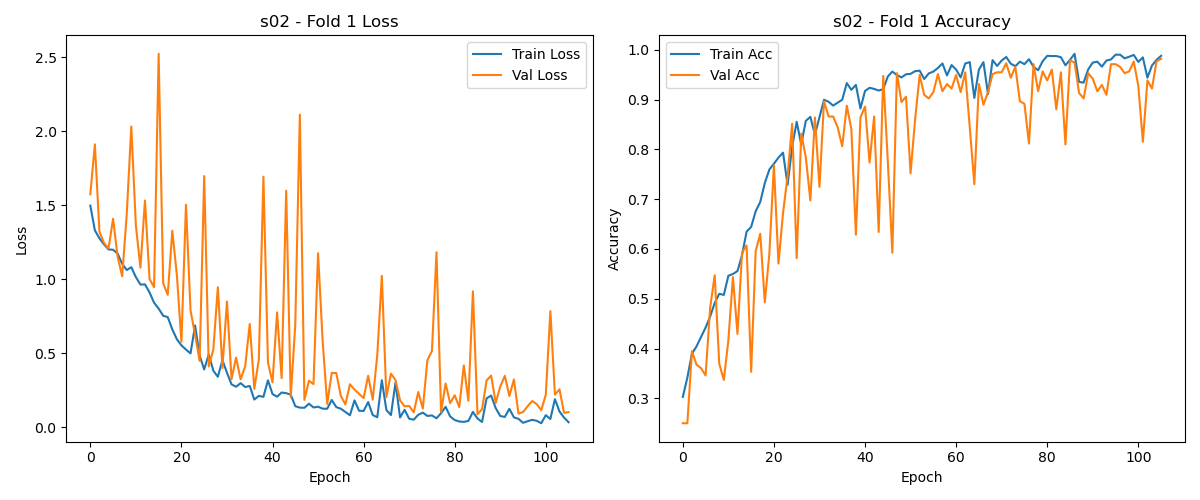 s02 - Fold 1 Loss
Train Loss
Val Loss
2.5
2.0
1.5
1.0
0.5
0.0
Loss
0 20 40 60 80 100
Epoch
s02 - Fold 1 Accuracy
Train Acc
Val Acc
1.0
0.9
0.8
0.7
0.6
0.5
0.4
0.3
Accuracy
0 20 40 60 80 100
Epoch